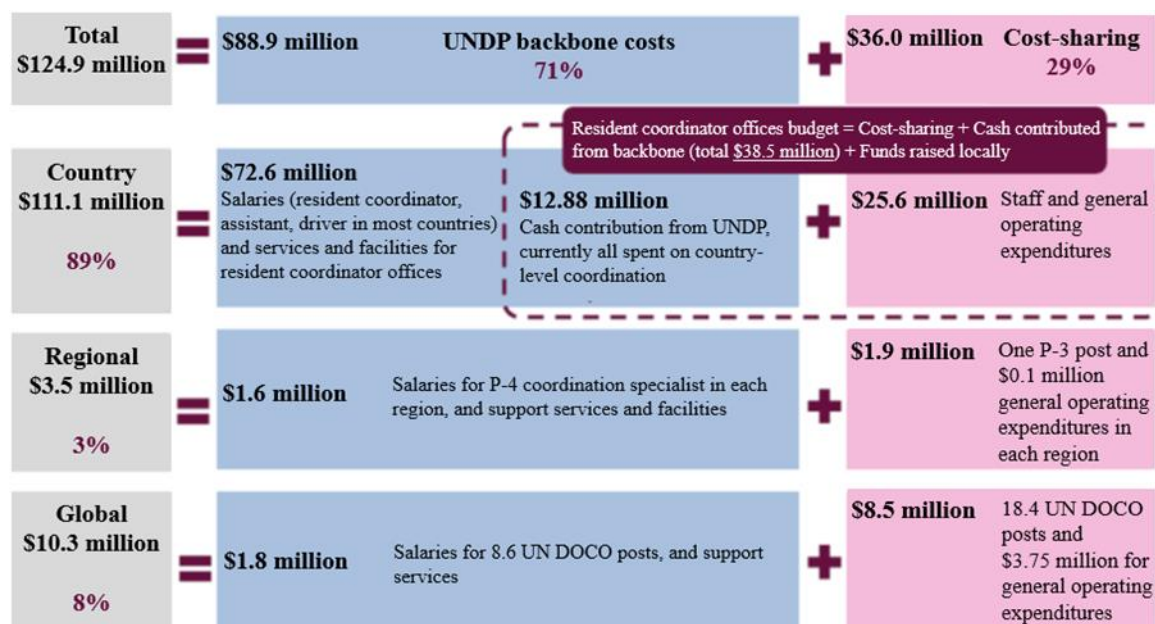 Total
$124.9 million
$88.9 million
UNDP backbone costs
71%
$36.0 million
Cost-sharing
29%
Resident coordinator offices budget = Cost-sharing + Cash contributed
from backbone (total $38.5 million) + Funds raised locally
Country
$111.1 million
89%
$72.6 million
Salaries (resident coordinator,
assistant, driver in most countries)
and services and facilities for
resident coordinator offices
$12.88 million
Cash contribution from UNDP,
currently all spent on country-
level coordination
$25.6 million
Staff and general
operating
expenditures
Regional
$3.5 million
3%
$1.6 million
Salaries for P-4 coordination specialist in each
region, and support services and facilities
$1.9 million
One P-3 post and
$0.1 million
general operating
expenditures in
each region
Global
$10.3 million
8%
$1.8 million
Salaries for 8.6 UN DOCO posts, and support
services
$8.5 million
18.4 UN DOCO
posts and
$3.75 million for
general operating
expenditures